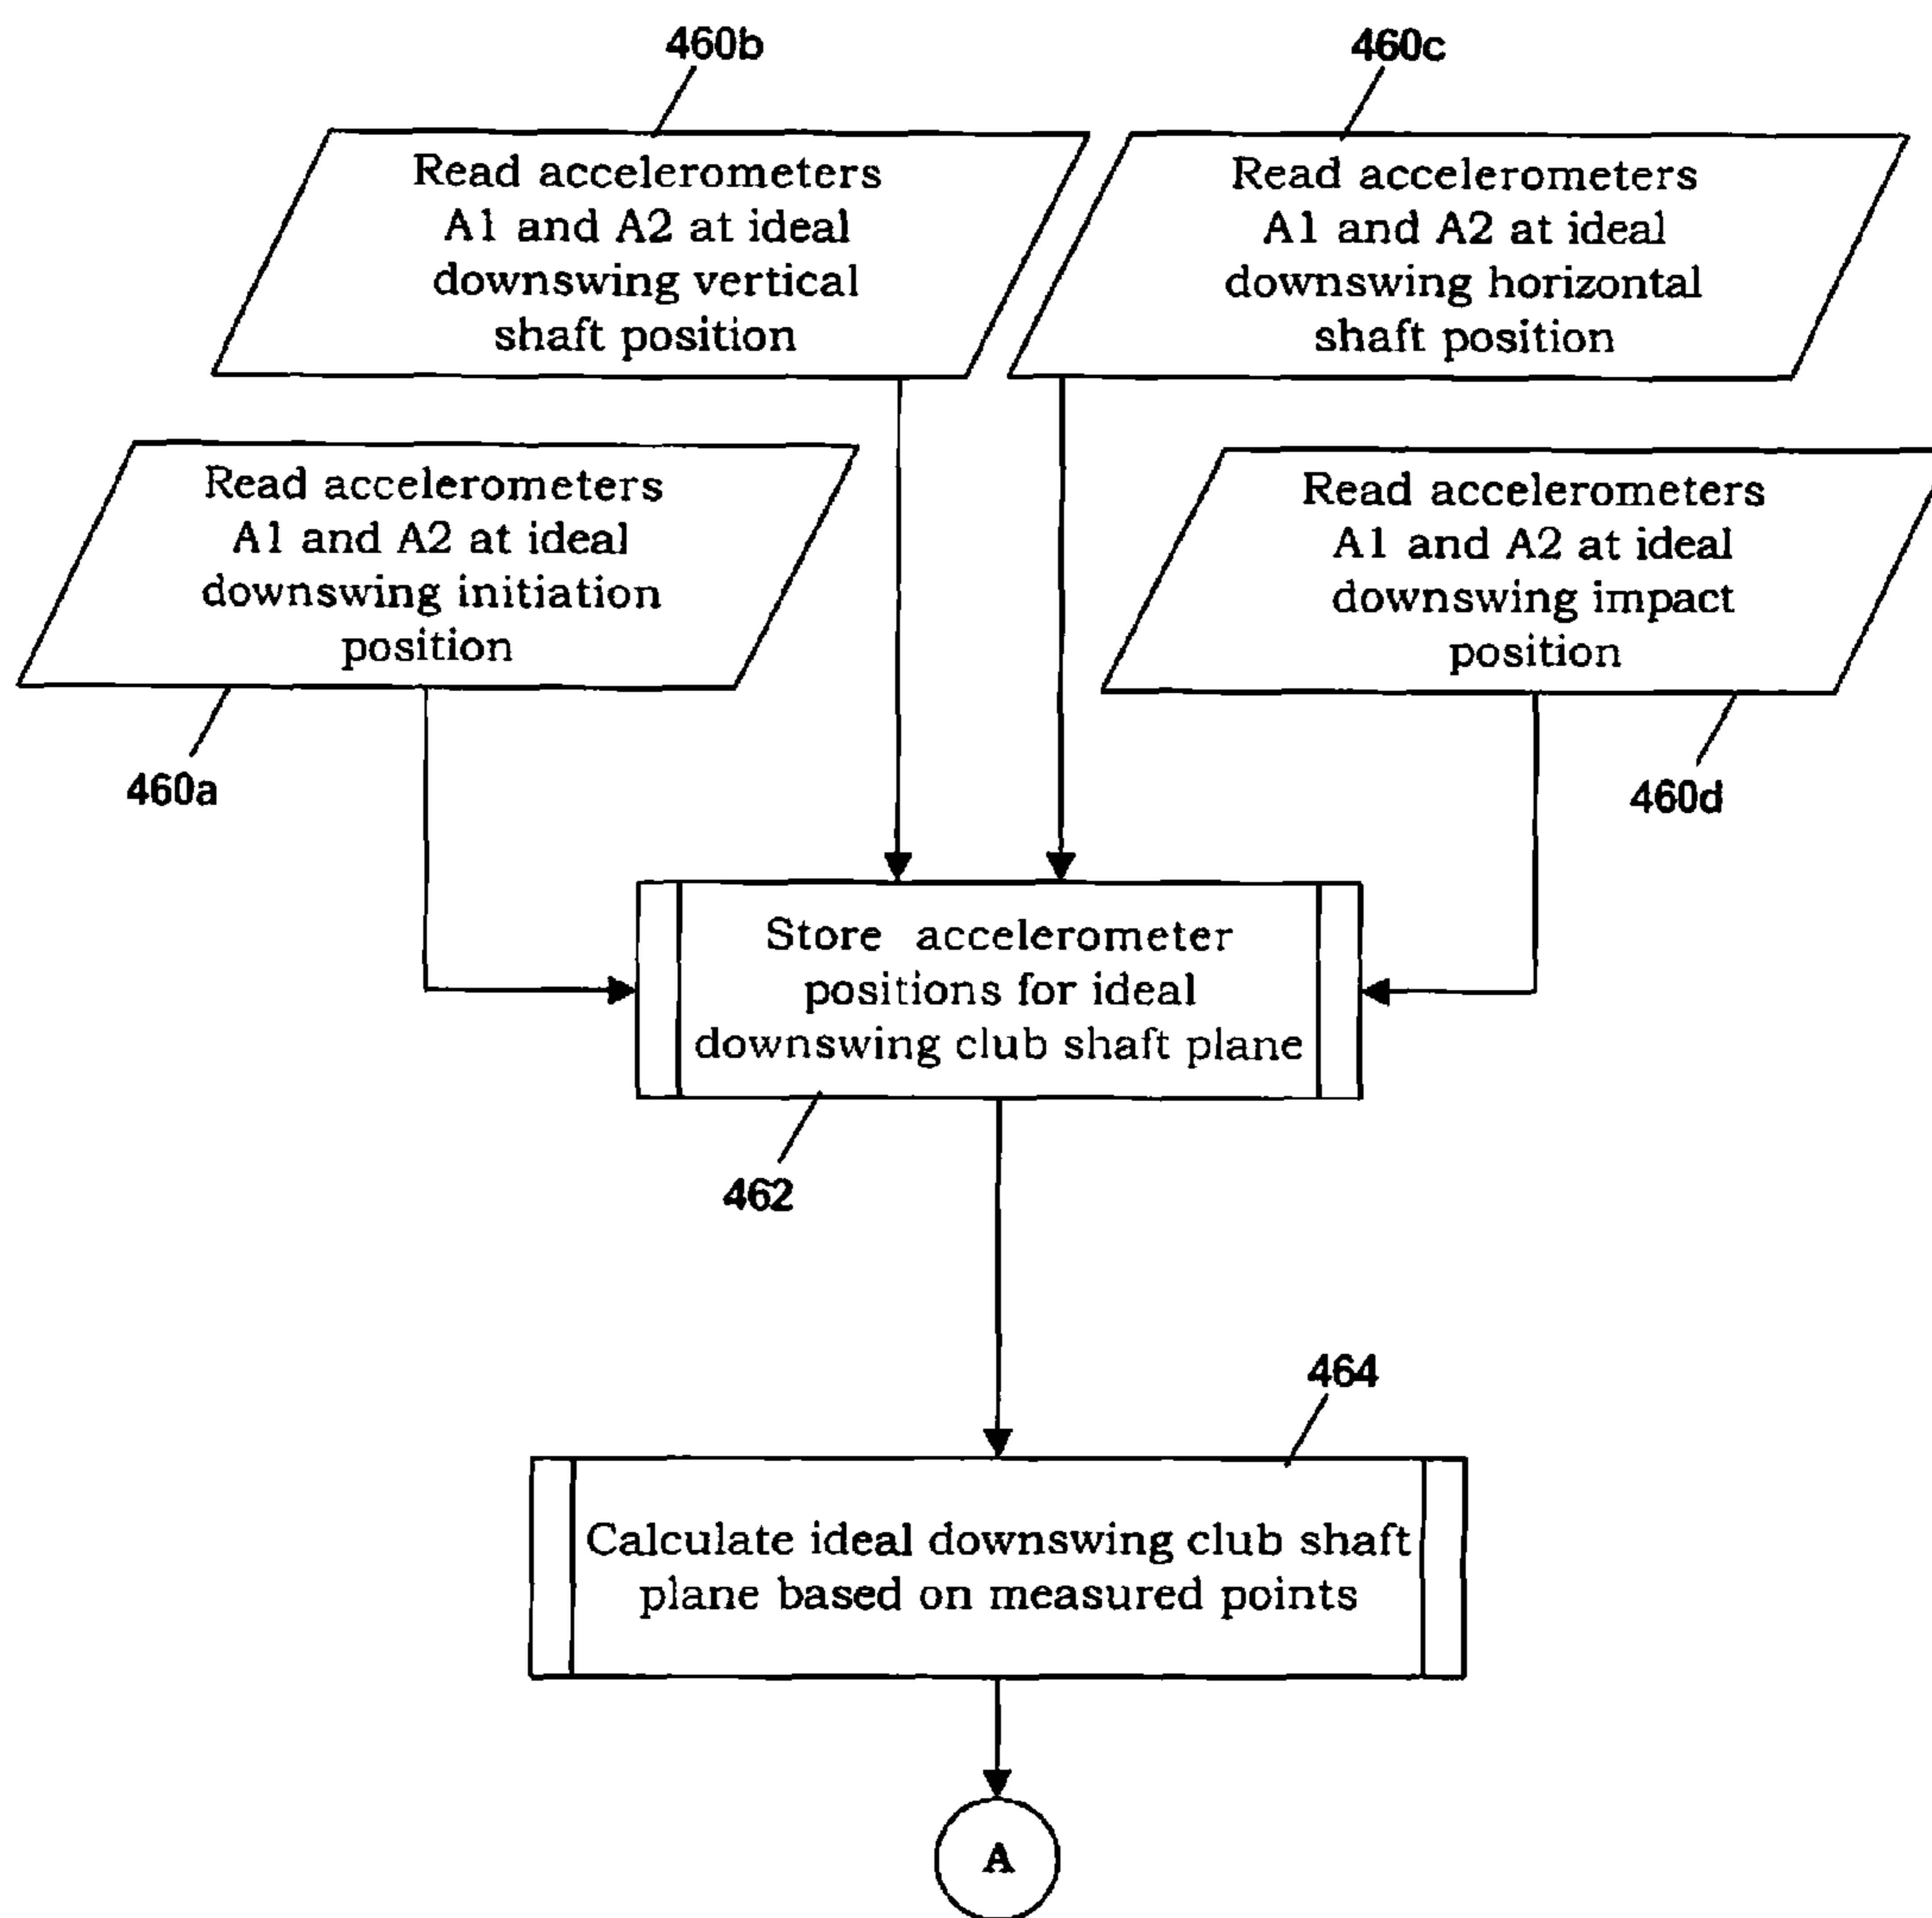 460b
460c
Read accelerometers
A1 and A2 at ideal
downswing vertical
shaft position
Read accelerometers
A1 and A2 at ideal
downswing horizontal
shaft position
Read accelerometers
A1 and A2 at ideal
downswing initiation
position
Read accelerometers
A1 and A2 at ideal
downswing impact
position
460a
460d
Store accelerometer
positions for ideal
downswing club shaft plane
462
464
Calculate ideal downswing club shaft
plane based on measured points
A